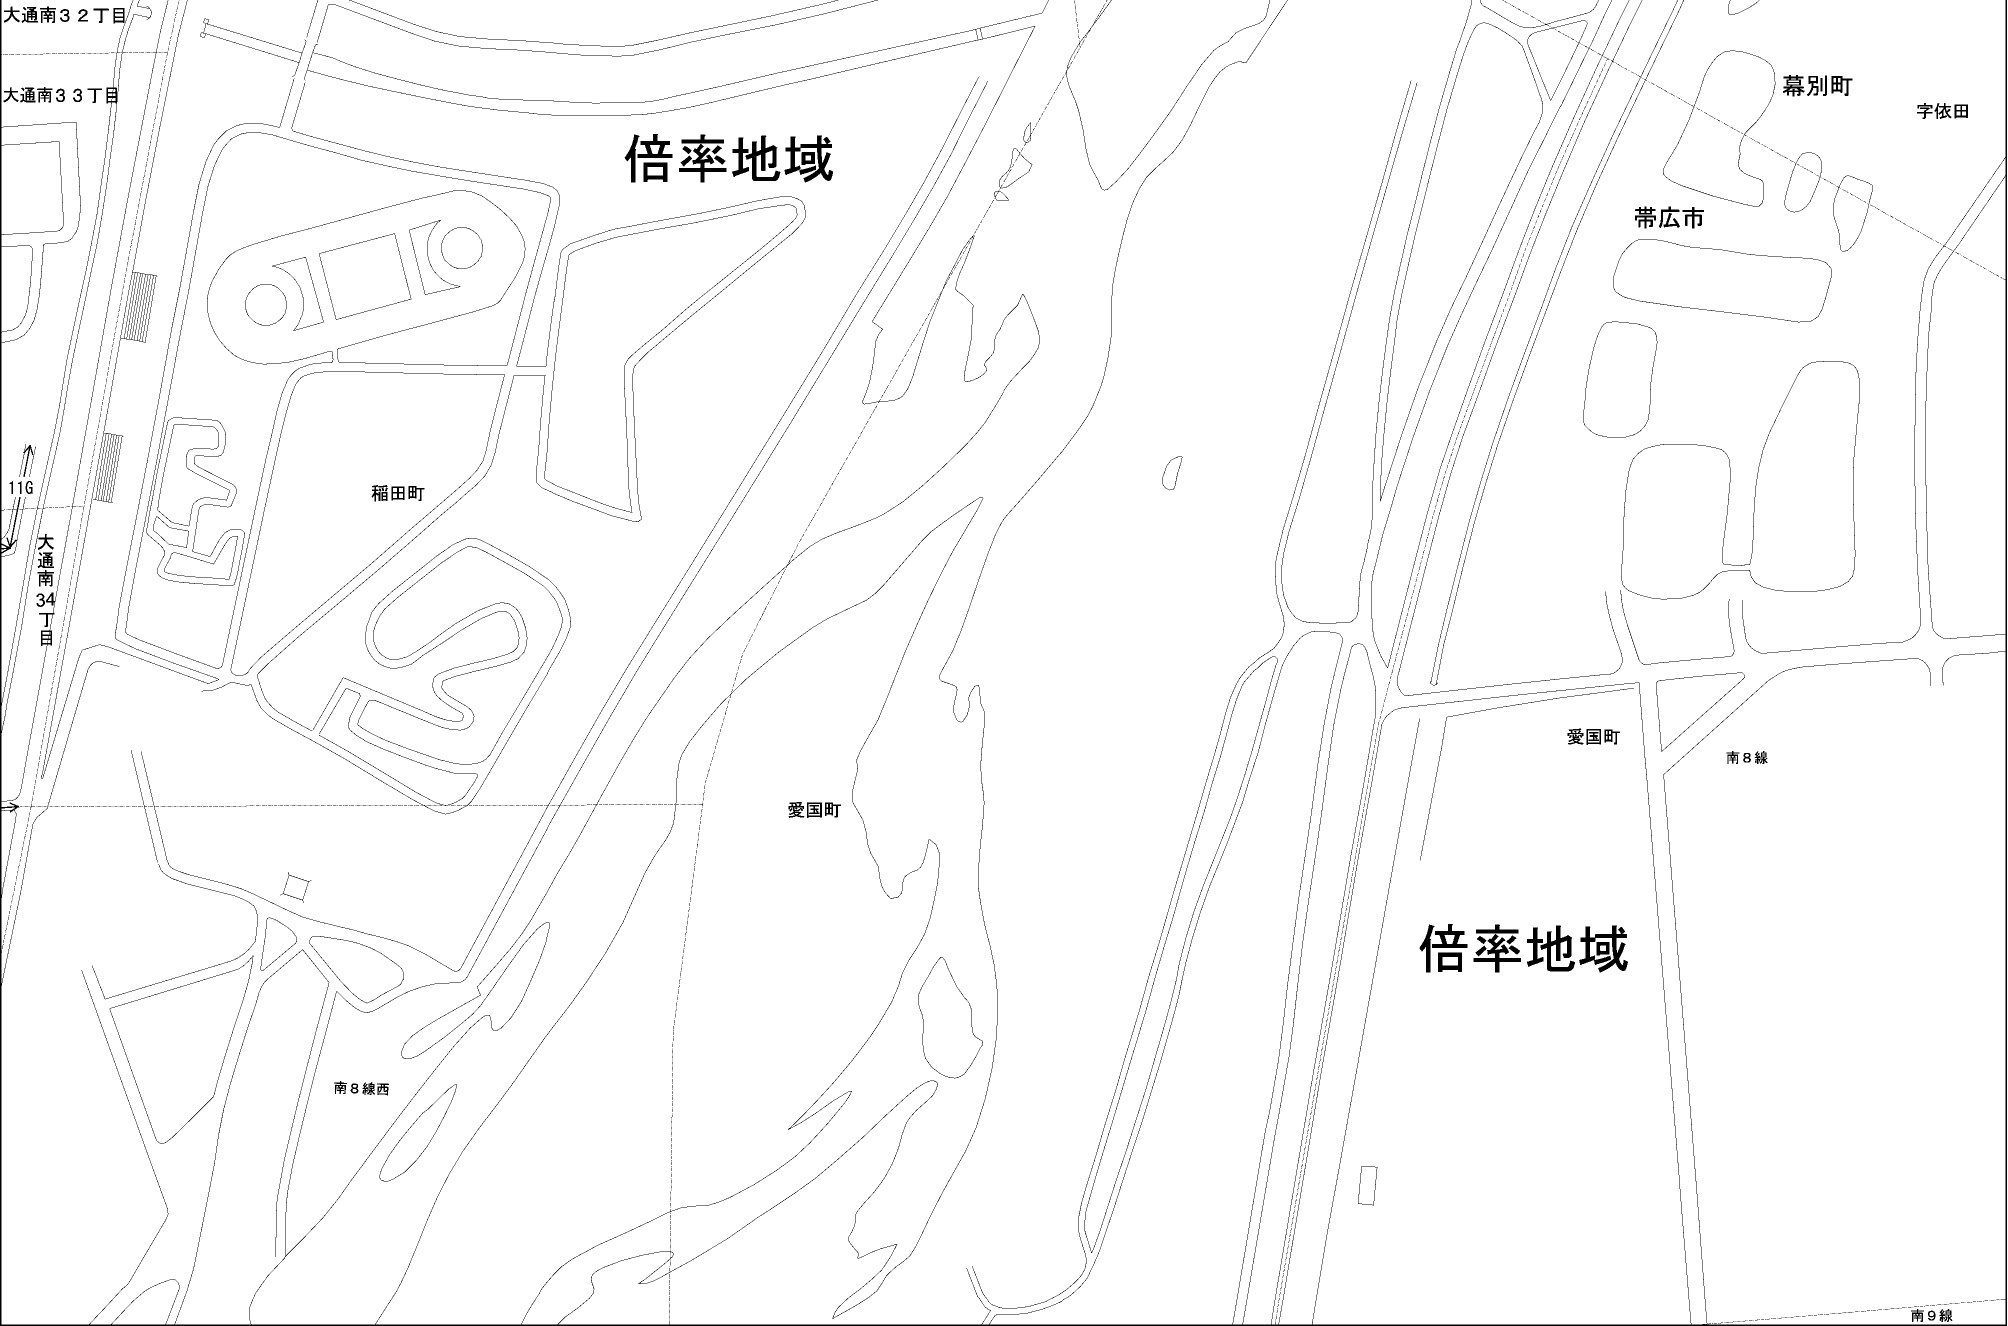 大通南３２丁目
大通南３３丁目
幕別町
字依田
倍率地域
帯広市
11G
稲田町
大通南34丁目
愛国町
南８線
愛国町
倍率地域
南８線西
南９線